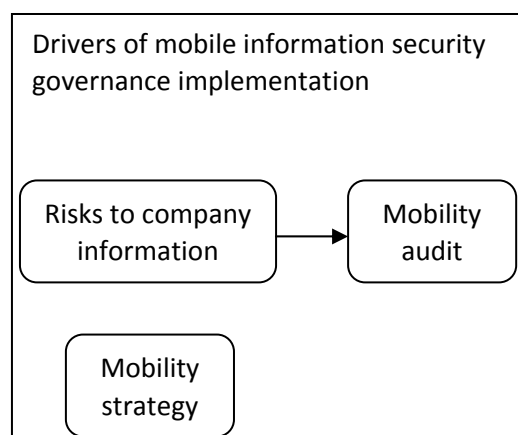 Drivers of mobile information security
governance implementation
Risks to company
information
Mobility
audit
Mobility
strategy